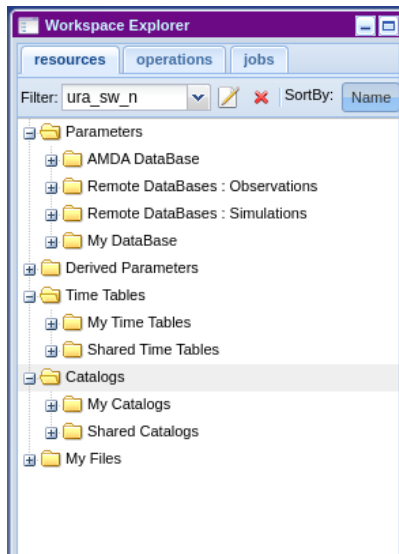 Workspace Explorer
resources operations jobs
Filter: ura_sw_n SortBy: Name
Parameters
AMDA DataBase
Remote DataBases : Observations
Remote DataBases : Simulations
My DataBase
Derived Parameters
Time Tables
My Time Tables
Shared Time Tables
Catalogs
My Catalogs
Shared Catalogs
My Files